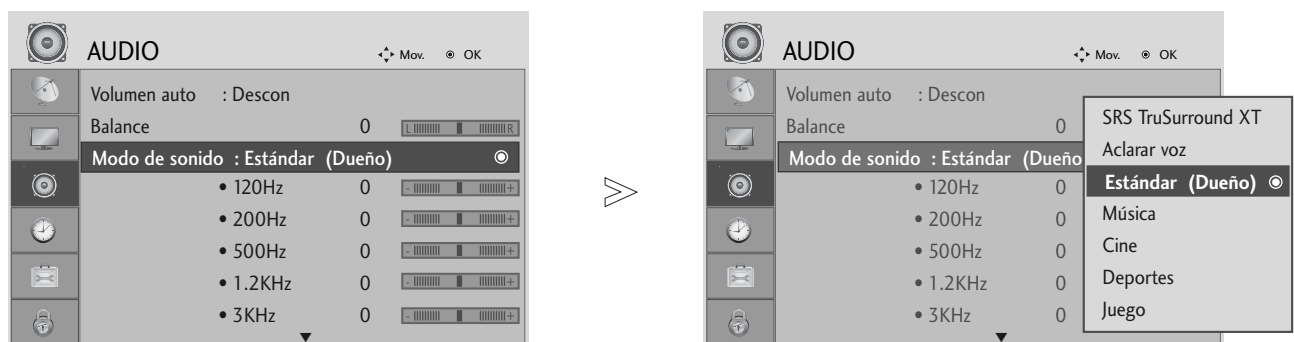 AUDIO
Mov. OK
Volumen auto : Descon
Balance 0 L R
Modo de sonido : Estándar (Dueño)
• 120Hz 0 - +
• 200Hz 0 - +
• 500Hz 0 - +
• 1.2KHz 0 - +
• 3KHz 0 - +
AUDIO
Mov. OK
Volumen auto : Descon
Balance 0
Modo de sonido : Estándar (Dueño
• 120Hz 0
• 200Hz 0
• 500Hz 0
• 1.2KHz 0
• 3KHz 0
SRS TruSurround XT
Aclarar voz
Estándar (Dueño)
Música
Cine
Deportes
Juego